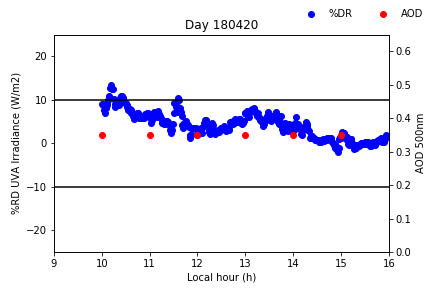 %DR AOD
Day 180420
20
10
0
−10
−20
%RD UVA Irradiance (W/m2)
0.6
0.5
0.4
0.3
0.2
0.1
0.0
AOD 500nm
9 10 11 12 13 14 15 16
Local hour (h)